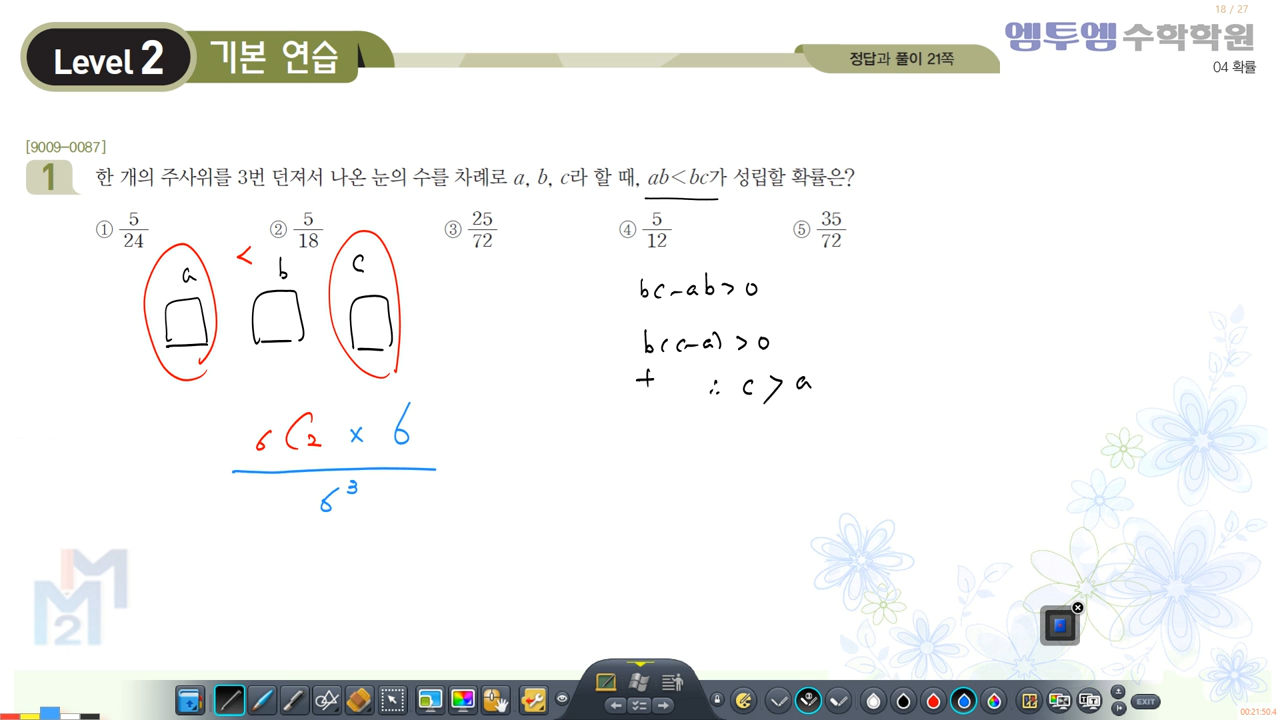 18 / 27
Level 2 기본 연습
엠투엠수학학원
정답과 풀이 21쪽
04 확률
[9009-0087]
1 한 개의 주사위를 3번 던져서 나온 눈의 수를 차례로 a, b, c라 할 때, ab<bc가 성립할 확률은?
① 5/24 ② 5/18 ③ 25/72 ④ 5/12 ⑤ 35/72
a < b c
bc-ab>0
b(c-a)>0
+ ∴ c>a
₆C₂ × 6
6³
M
M
2
EXIT
00:21:50.4